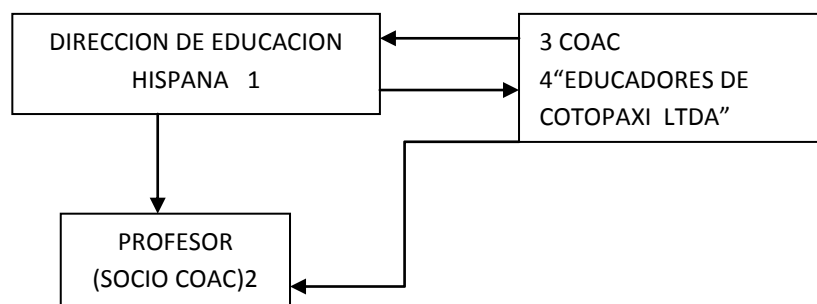 DIRECCION DE EDUCACION
HISPANA 1
3 COAC
4“EDUCADORES DE
COTOPAXI LTDA”
PROFESOR
(SOCIO COAC)2